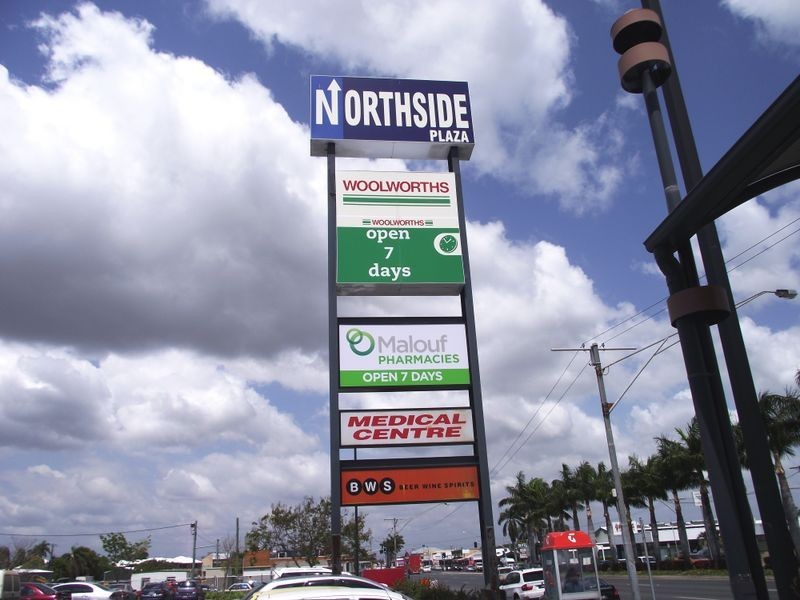 NORTHSIDE
PLAZA
WOOLWORTHS
WOOLWORTHS
open
7
days
Malouf
PHARMACIES
OPEN 7 DAYS
MEDICAL
CENTRE
BWS BEER WINE SPIRITS